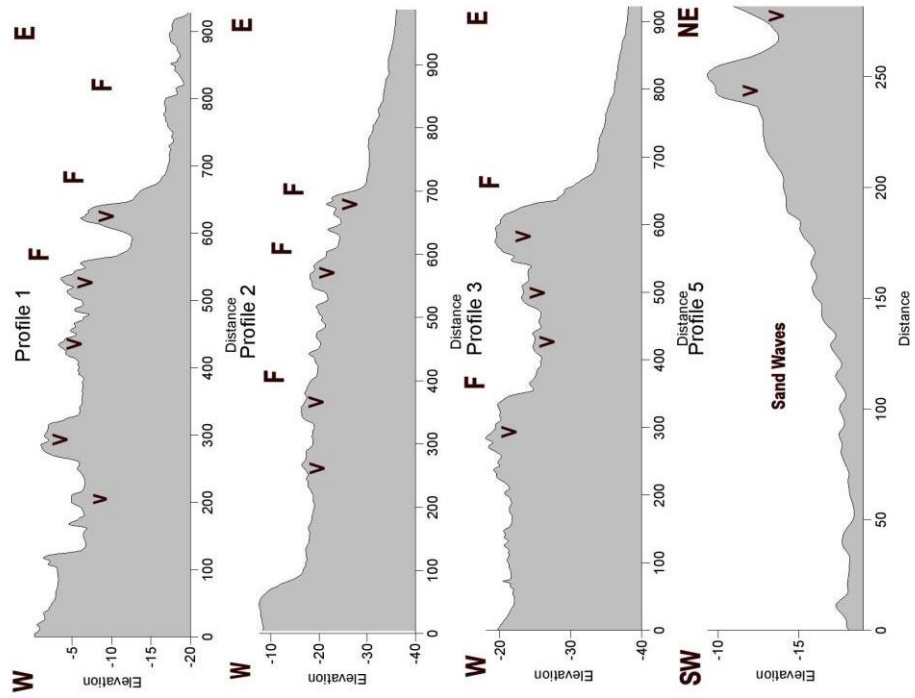 Profile 1
W
E
F
F
F
V
V
V
V
V
Elevation
-5
-10
-15
-20
0 100 200 300 400 500 600 700 800 900
Distance
Profile 2
W
E
F
F
F
V
V
V
V
Elevation
-10
-20
-30
-40
0 100 200 300 400 500 600 700 800 900
Distance
Profile 3
W
E
F
F
V
V
V
V
Elevation
-20
-30
-40
0 100 200 300 400 500 600 700 800 900
Distance
Profile 5
SW
NE
V
V
Sand Waves
Elevation
-10
-15
0 50 100 150 200 250
Distance